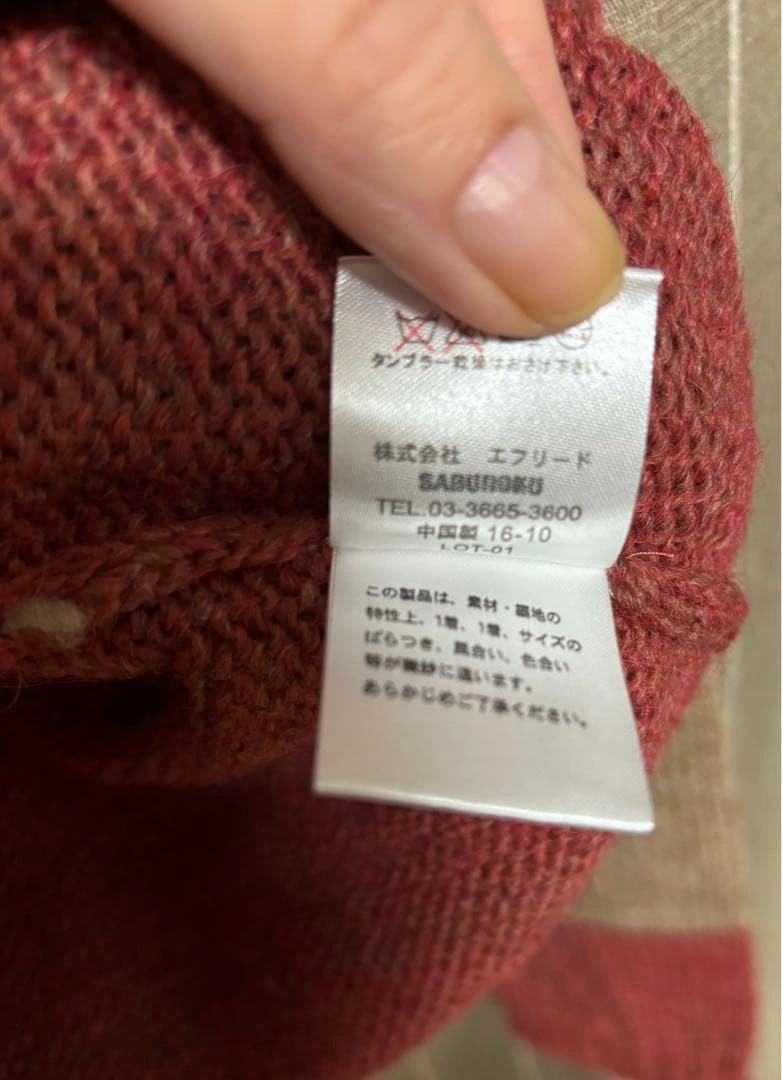 タンブラー乾燥はおさけ下さい。
株式会社 エフリード
SABUROKU
TEL.03-3665-3600
中国製 16-10
LOT-01
この製品は、素材・編地の
特性上、1着、1着、サイズの
ばらつき、風合い、色合い
等が微妙に違います。
あらかじめご了承ください。